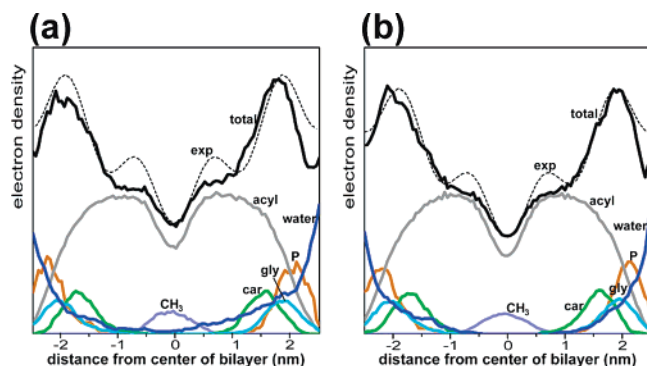 (a)
electron density
total
exp
acyl
water
P
gly
car
CH3
-2 -1 0 1 2
distance from center of bilayer (nm)
(b)
electron density
total
exp
acyl
water
P
gly
car
CH3
-2 -1 0 1 2
distance from center of bilayer (nm)